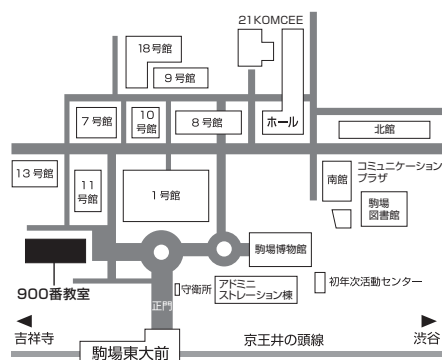 21 KOMCEE
18号館
9号館
7号館
10
号館
8号館
ホール
北館
13号館
11
号館
1号館
南館
コミュニケーション
プラザ
駒場
図書館
駒場博物館
900番教室
守衛所
アドミニ
ストレーション棟
初年次活動センター
正門
吉祥寺
京王井の頭線
渋谷
駒場東大前